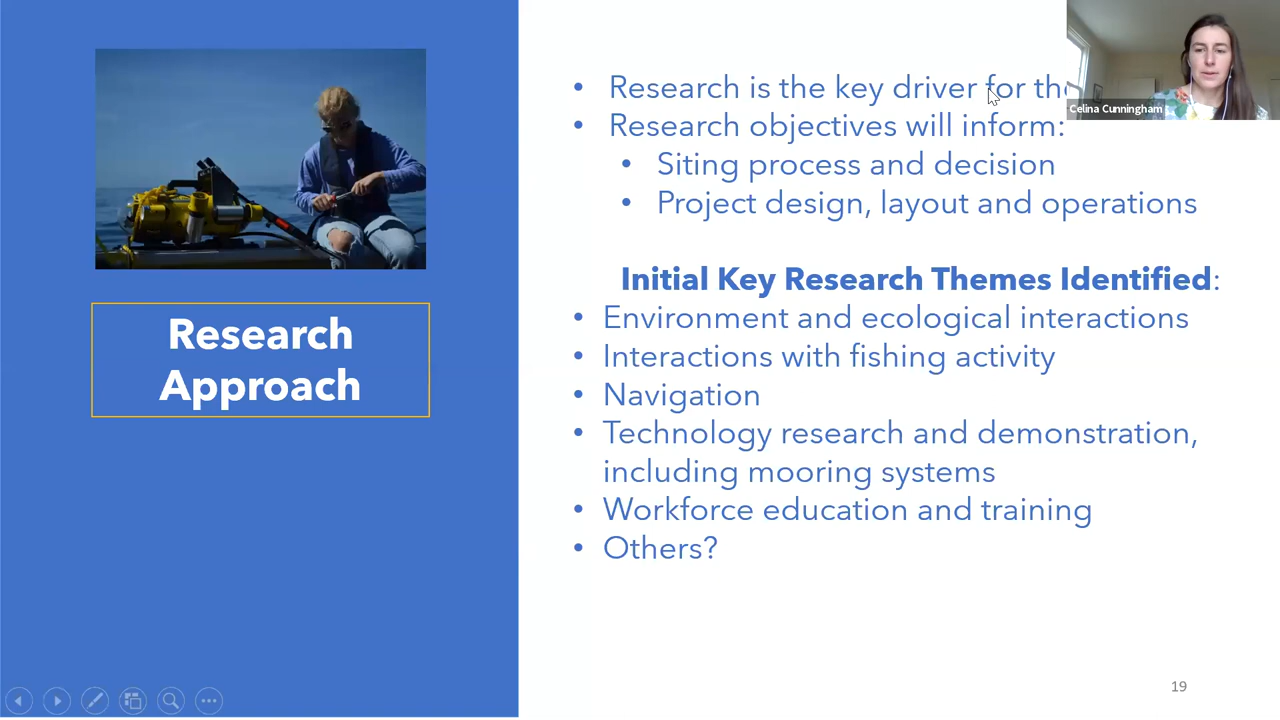 Research
Approach
• Research is the key driver for the
• Research objectives will inform:
• Siting process and decision
• Project design, layout and operations
Initial Key Research Themes Identified:
• Environment and ecological interactions
• Interactions with fishing activity
• Navigation
• Technology research and demonstration,
including mooring systems
• Workforce education and training
• Others?
Celina Cunningham
19